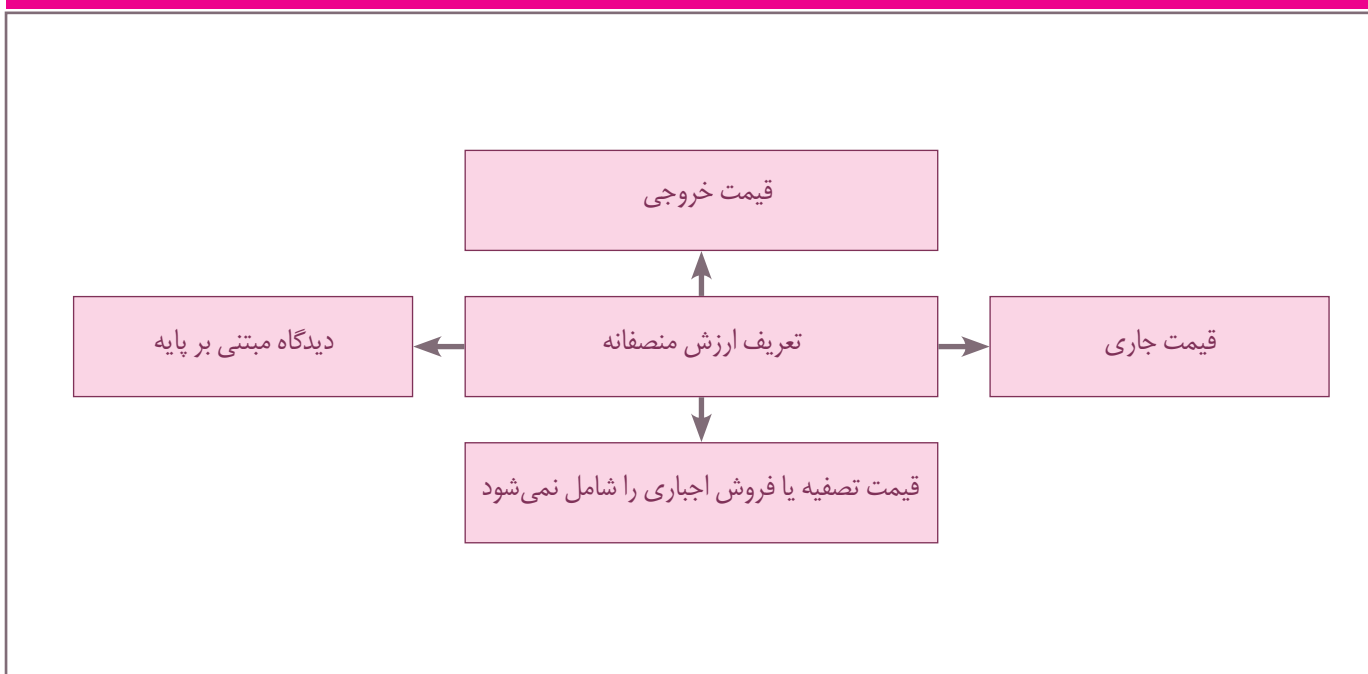 قیمت خروجی
قیمت جاری
تعریف ارزش منصفانه
دیدگاه مبتنی بر پایه
قیمت تصفیه یا فروش اجباری را شامل نمی‌شود